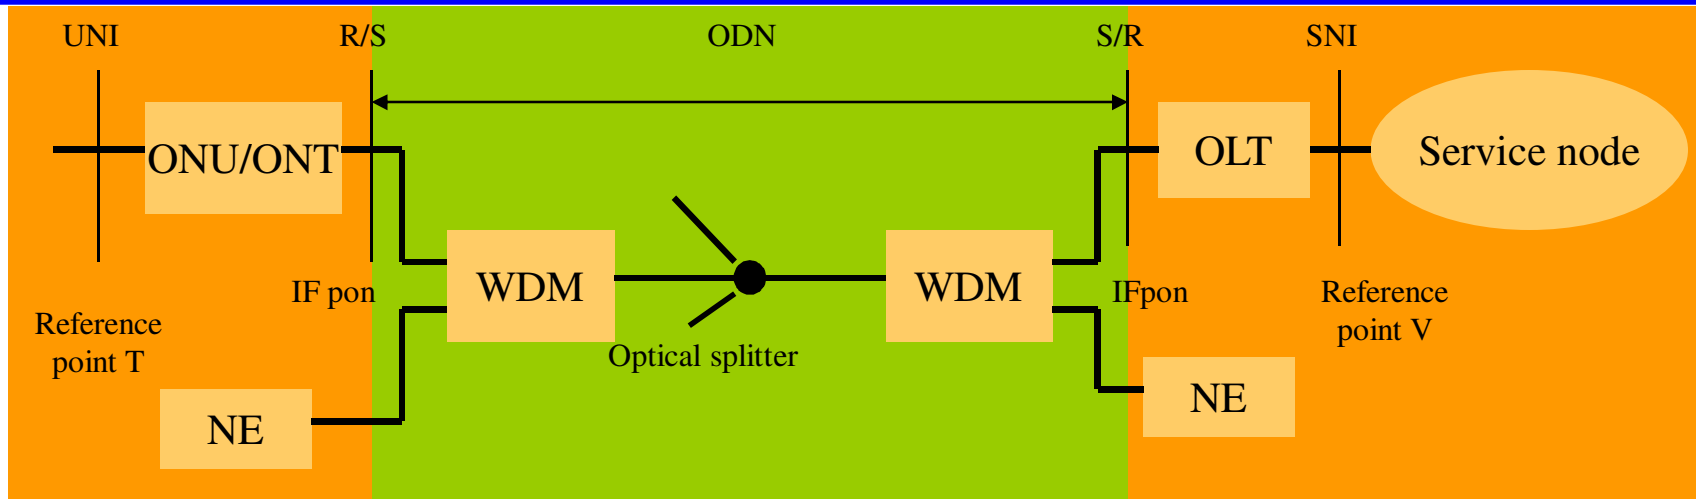 UNI
R/S
ODN
S/R
SNI
ONU/ONT
OLT
Service node
WDM
WDM
IF pon
IFpon
Reference
point T
Reference
point V
Optical splitter
NE
NE